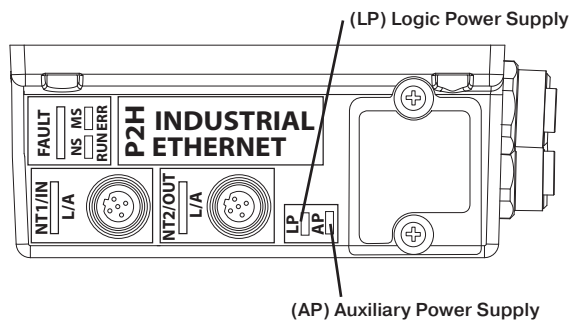 (LP) Logic Power Supply
FAULT
NS MS
RUN ERR
P2H INDUSTRIAL
ETHERNET
NT1/IN
L/A
NT2/OUT
L/A
LP
AP
(AP) Auxiliary Power Supply